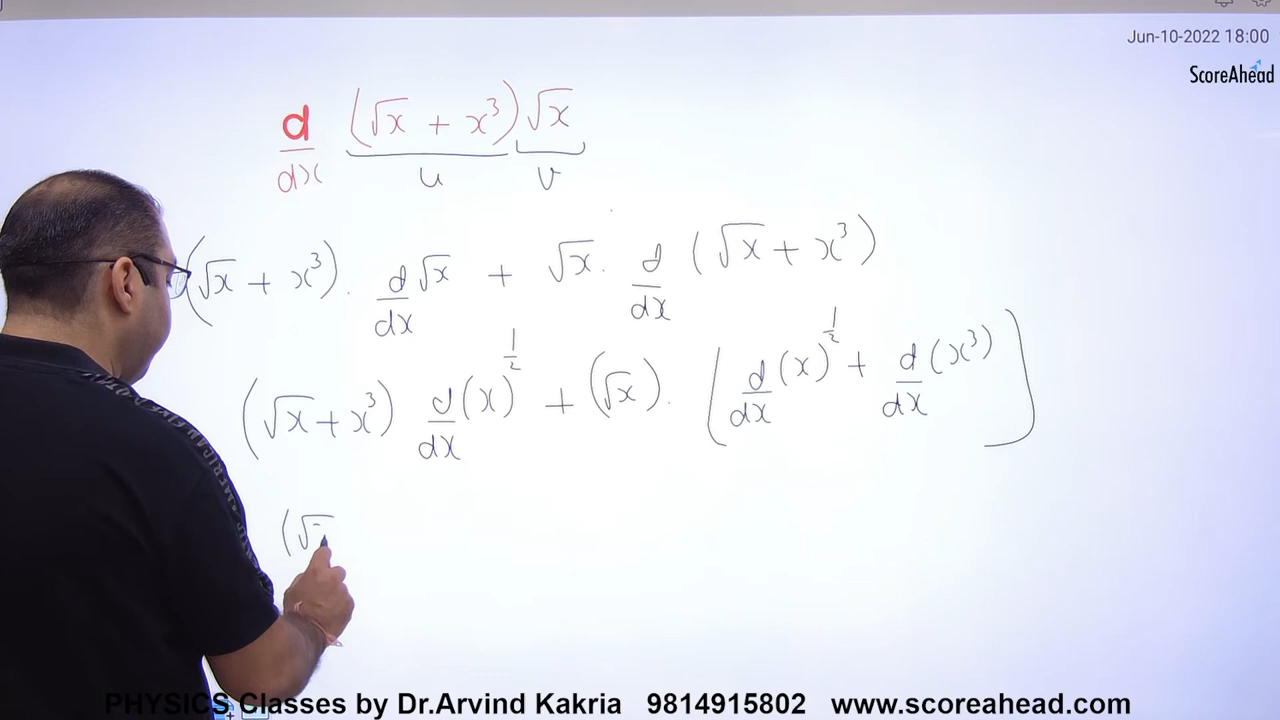 Jun-10-2022 18:00
ScoreAhead
d/dx (√x + x³) √x
u v
(√x + x³). d/dx √x + √x. d/dx (√x + x³)
(√x + x³) d/dx (x)^1/2 + (√x). [d/dx (x)^1/2 + d/dx (x³)]
(√
PHYSICS Classes by Dr.Arvind Kakria 9814915802 www.scoreahead.com